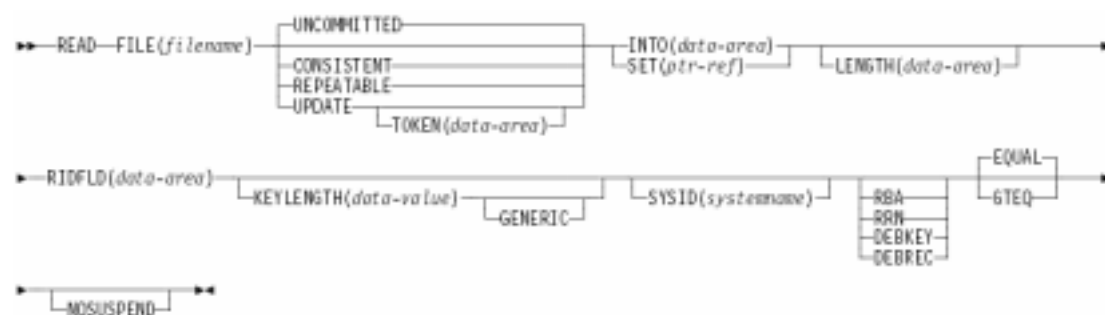 UNCOMMITTED
READ FILE(filename) INTO(data-area)
CONSISTENT SET(ptr-ref) LENGTH(data-area)
REPEATABLE
UPDATE
TOKEN(data-area)
EQUAL
RIDFLD(data-area)
KEYLENGTH(data-value) SYSID(systemname) RBA GTEQ
GENERIC RRN
DEBKEY
DEBREC
NOSUSPEND